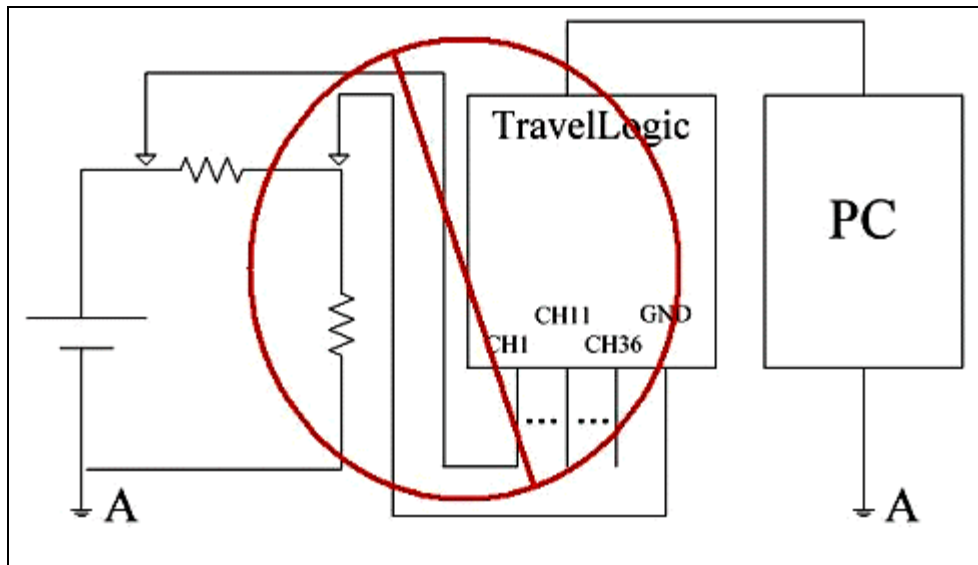 TravelLogic
PC
CH11
GND
CH1
CH36
...
...
A
A